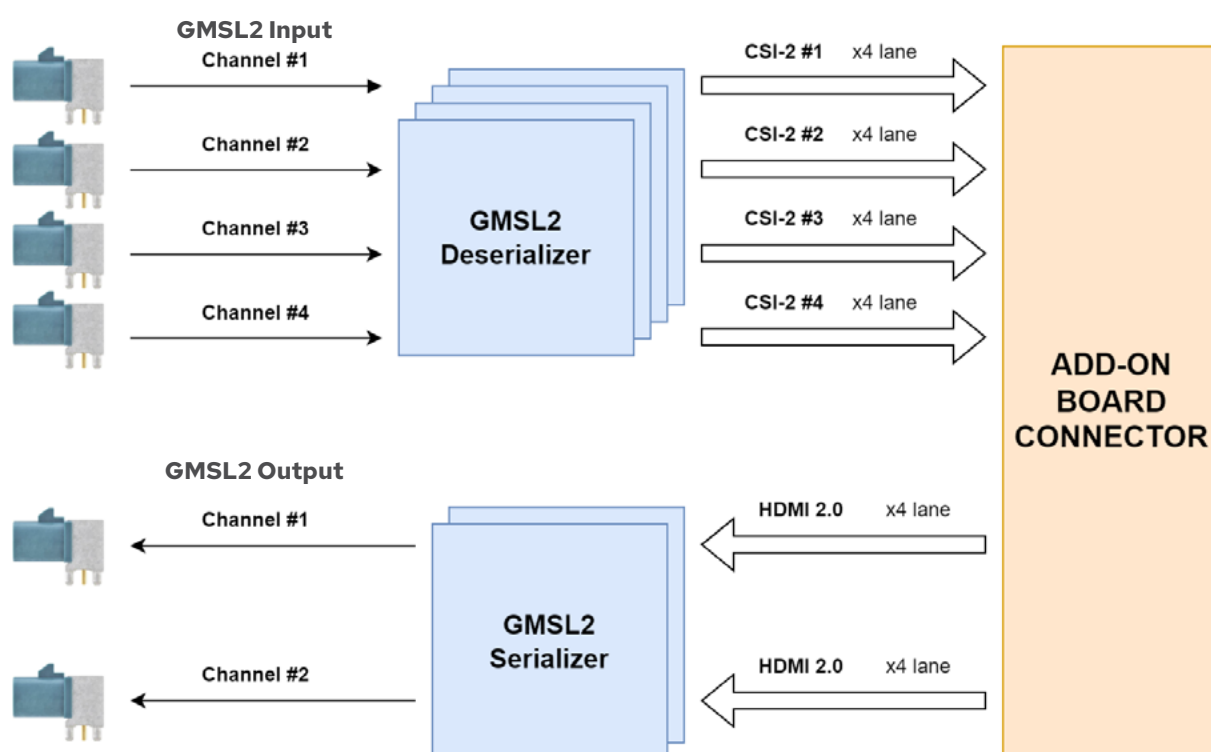 GMSL2 Input
Channel #1
CSI-2 #1 x4 lane
Channel #2
CSI-2 #2 x4 lane
Channel #3
CSI-2 #3 x4 lane
Channel #4
CSI-2 #4 x4 lane
GMSL2
Deserializer
ADD-ON
BOARD
CONNECTOR
GMSL2 Output
Channel #1
HDMI 2.0 x4 lane
Channel #2
HDMI 2.0 x4 lane
GMSL2
Serializer